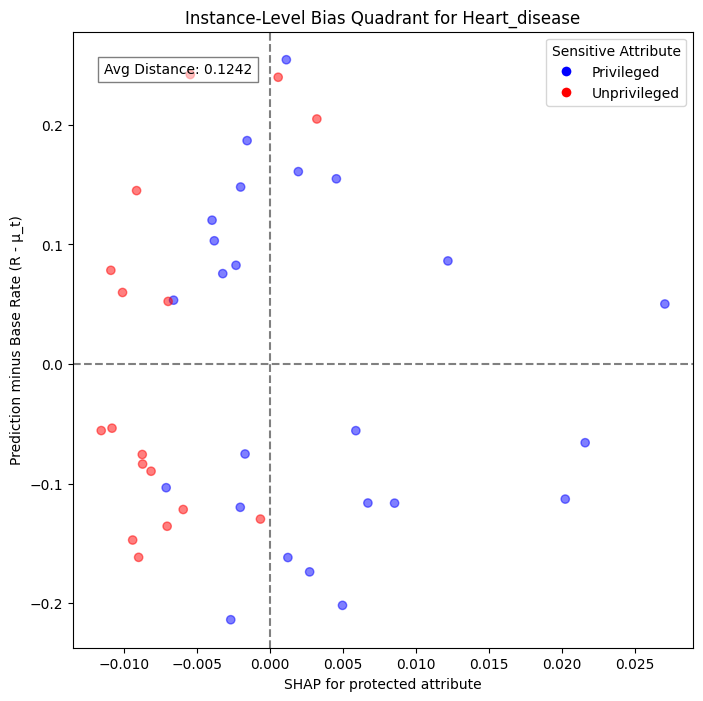 Instance-Level Bias Quadrant for Heart_disease
Avg Distance: 0.1242
Sensitive Attribute
Privileged
Unprivileged
Prediction minus Base Rate (R - μ_t)
0.2
0.1
0.0
−0.1
−0.2
−0.010
−0.005
0.000
0.005
0.010
0.015
0.020
0.025
SHAP for protected attribute